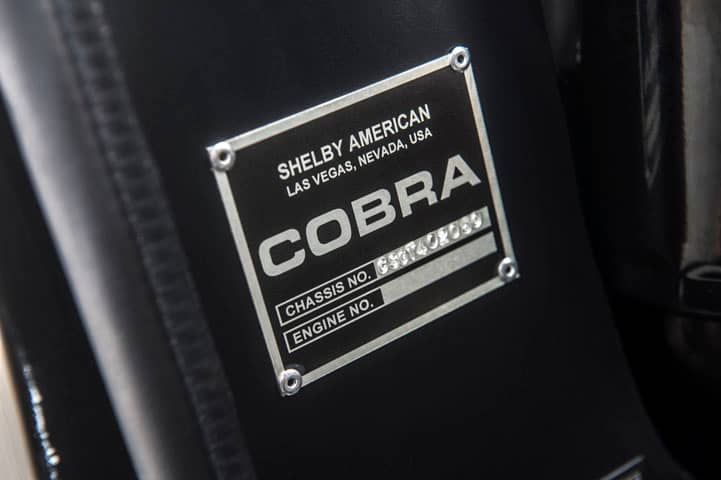 SHELBY AMERICAN
LAS VEGAS, NEVADA, USA
COBRA
CHASSIS NO.
ENGINE NO.